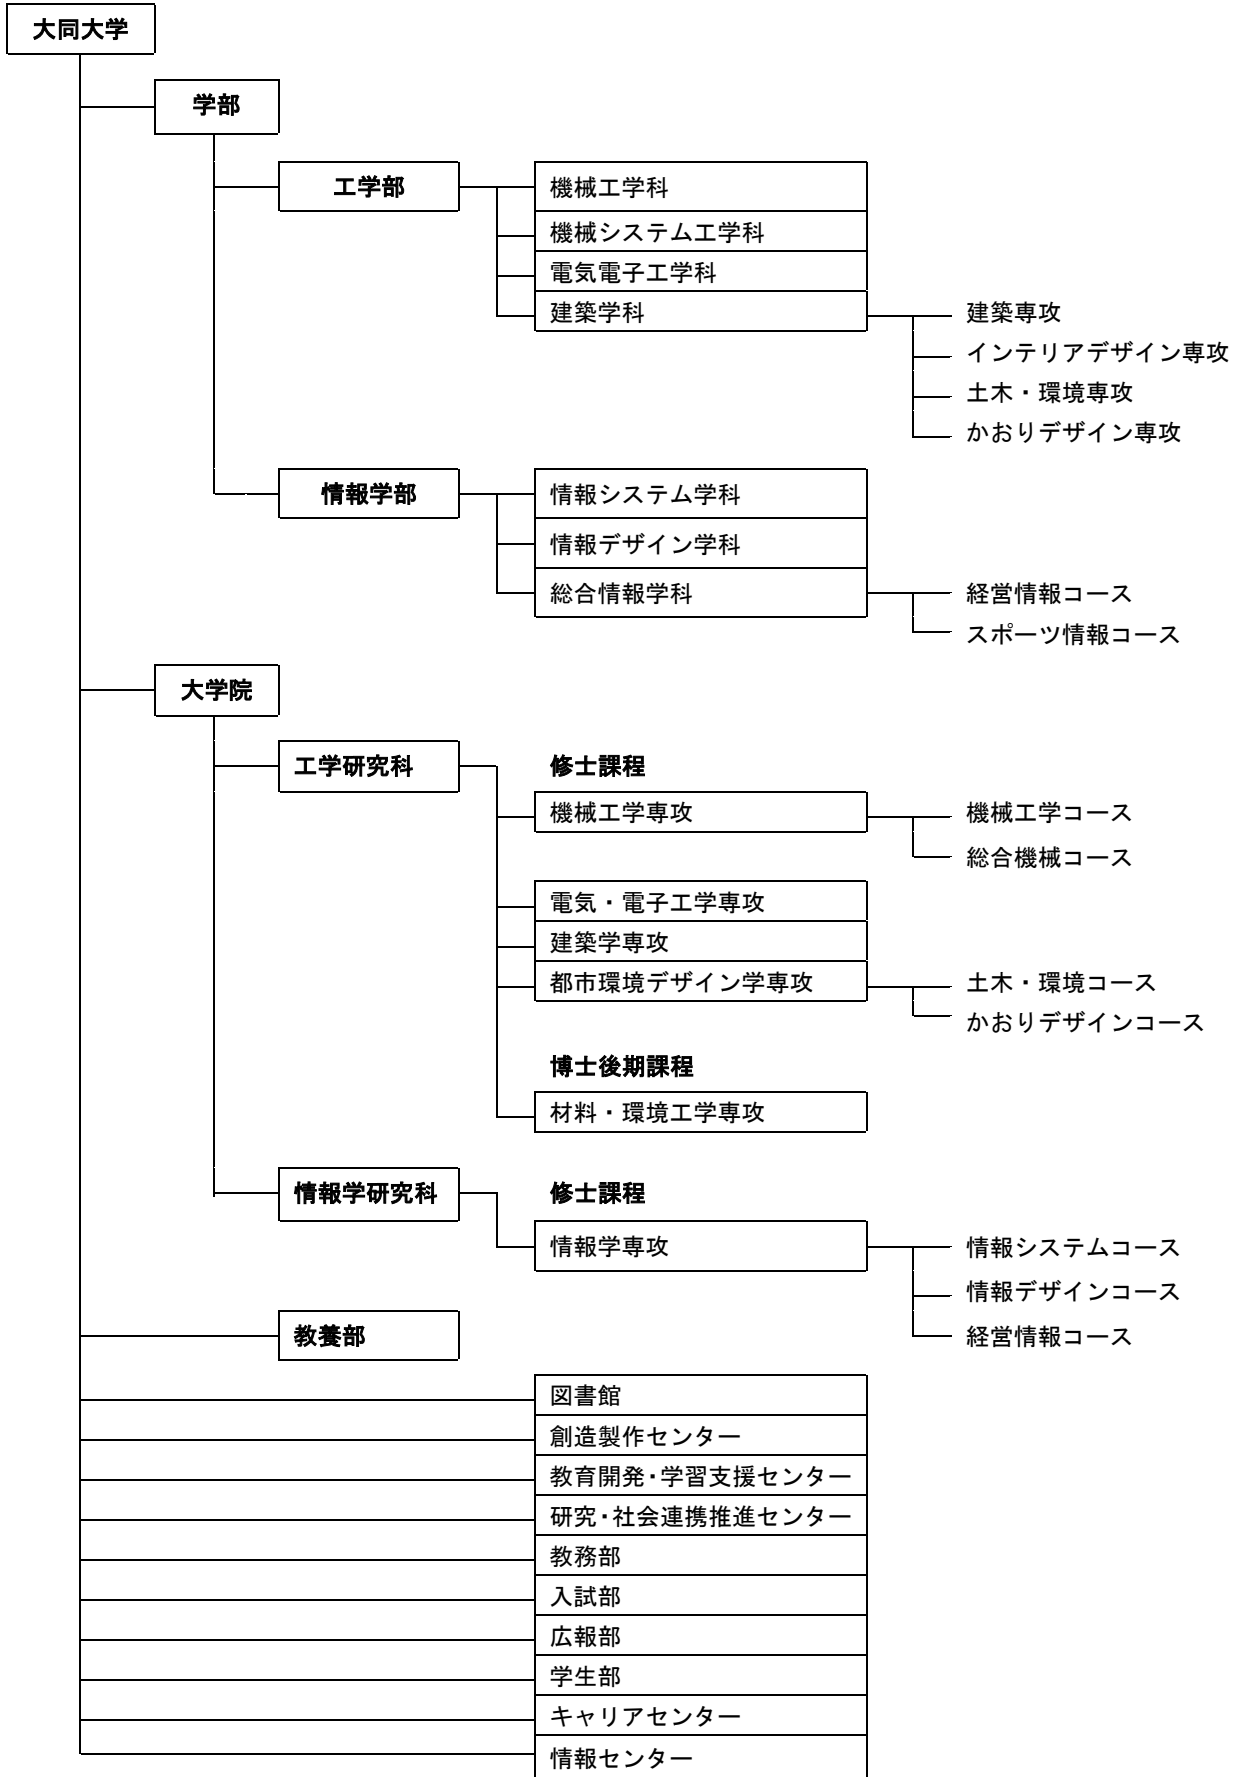 大同大学
学部
工学部
機械工学科
機械システム工学科
電気電子工学科
建築学科
建築専攻
インテリアデザイン専攻
土木・環境専攻
かおりデザイン専攻
情報学部
情報システム学科
情報デザイン学科
総合情報学科
経営情報コース
スポーツ情報コース
大学院
工学研究科
修士課程
機械工学専攻
機械工学コース
総合機械コース
電気・電子工学専攻
建築学専攻
都市環境デザイン学専攻
土木・環境コース
かおりデザインコース
博士後期課程
材料・環境工学専攻
情報学研究科
修士課程
情報学専攻
情報システムコース
情報デザインコース
経営情報コース
教養部
図書館
創造製作センター
教育開発・学習支援センター
研究・社会連携推進センター
教務部
入試部
広報部
学生部
キャリアセンター
情報センター